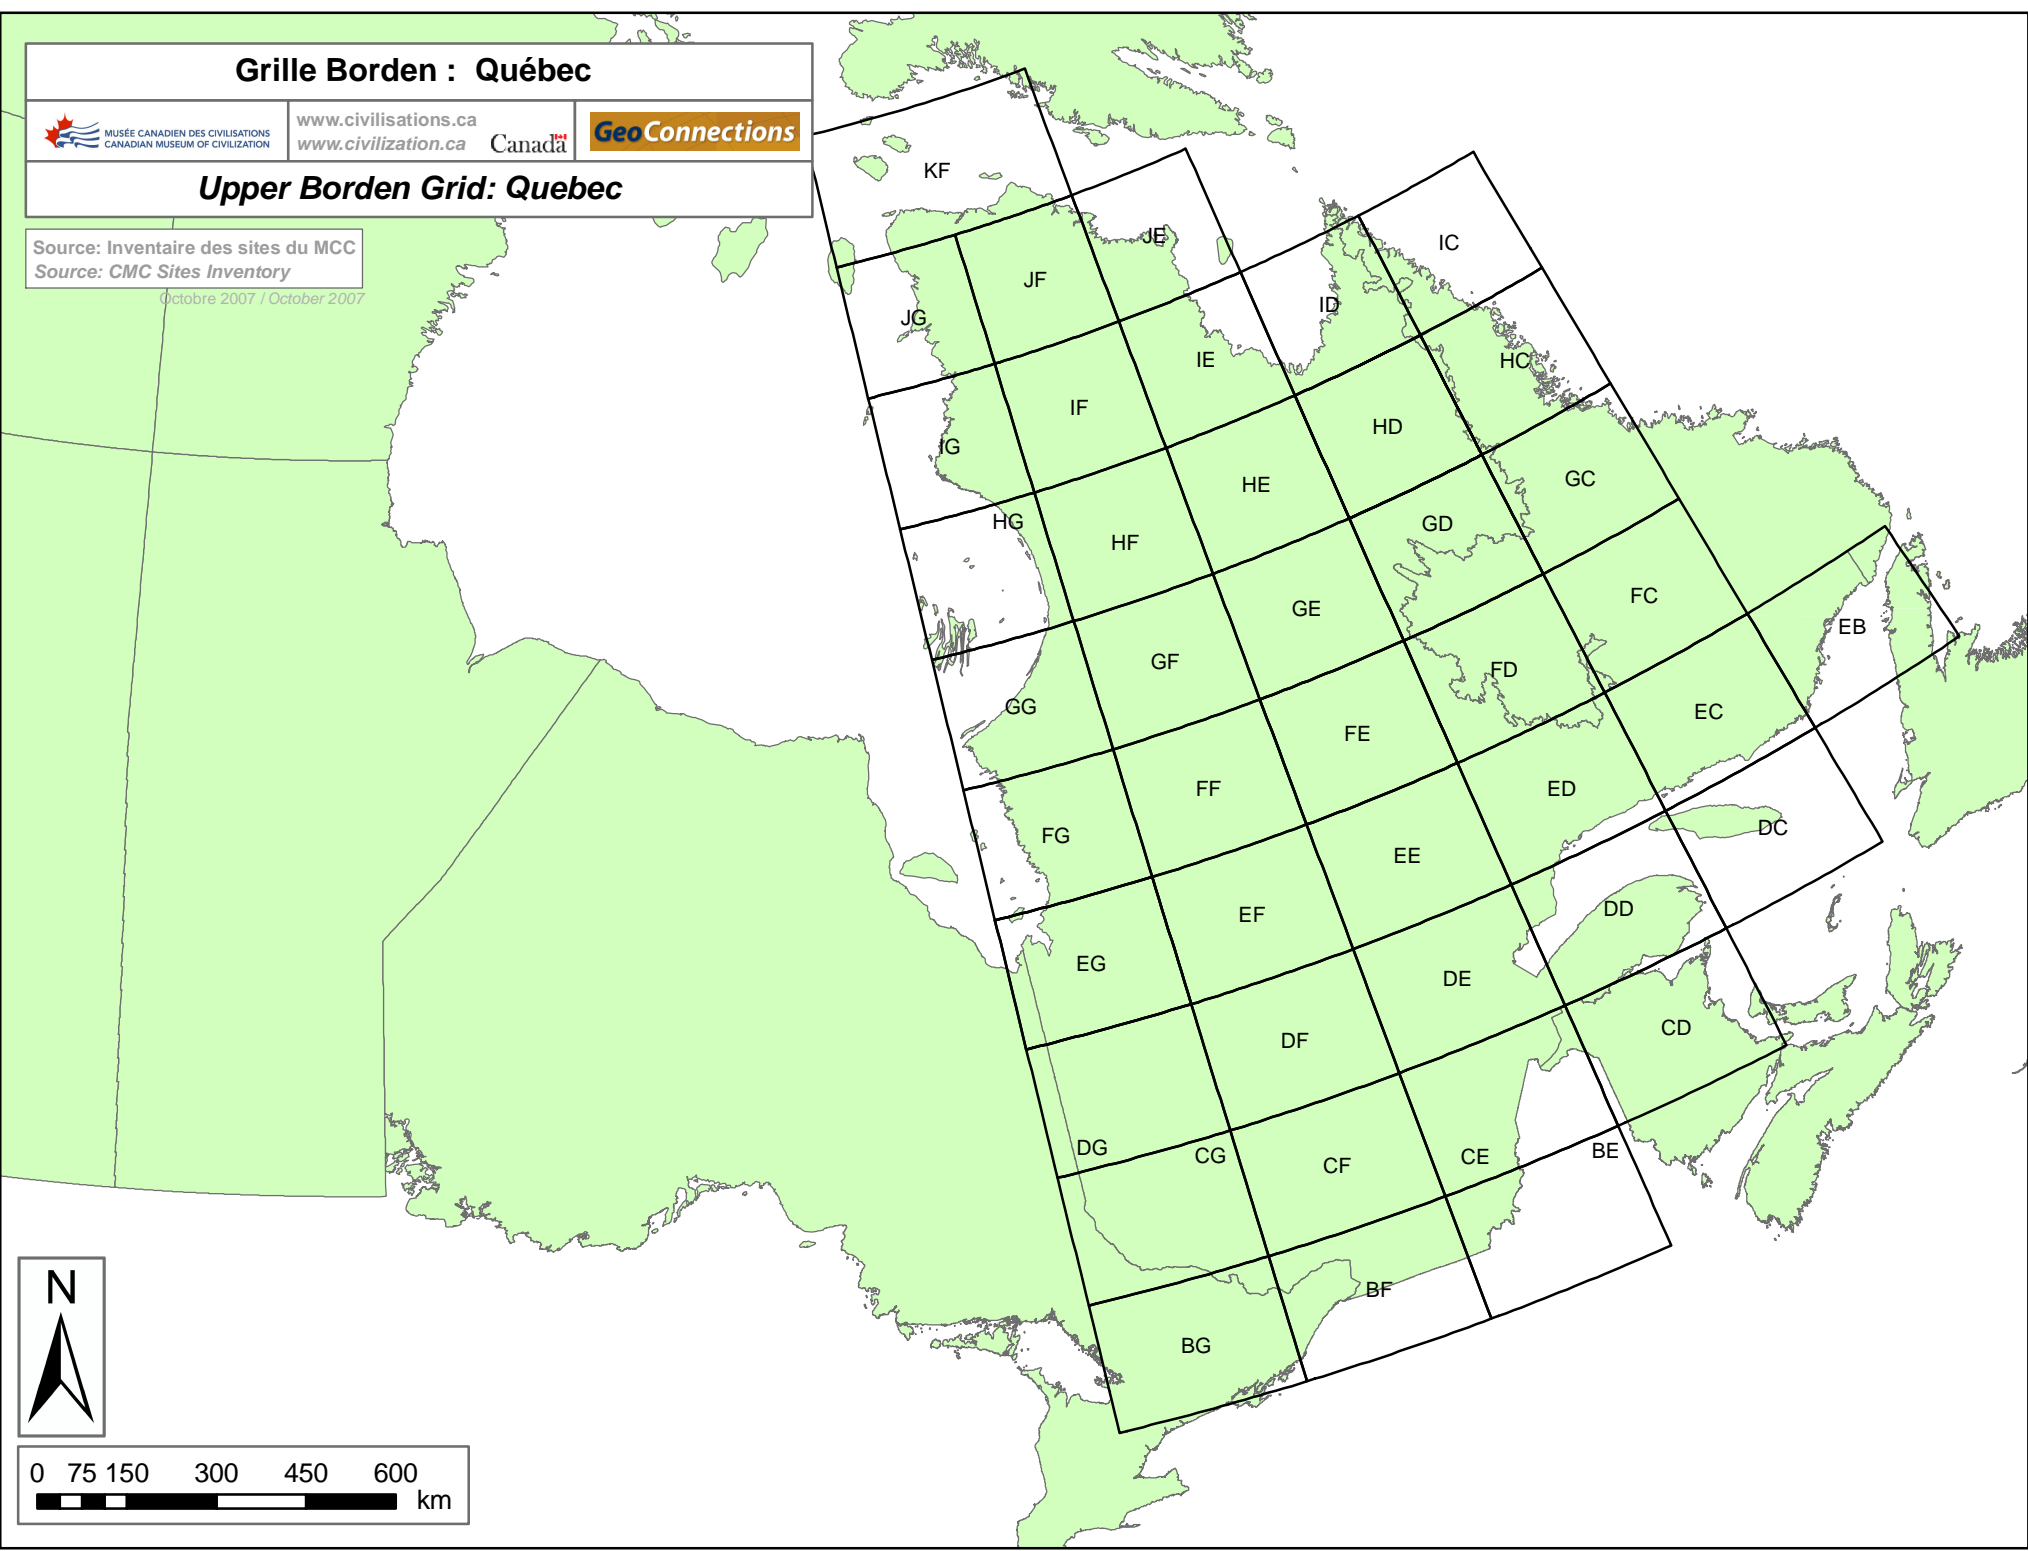 Grille Borden : Québec
MUSÉE CANADIEN DES CIVILISATIONS
CANADIAN MUSEUM OF CIVILIZATION
www.civilisations.ca
www.civilization.ca
Canada
GeoConnections
Upper Borden Grid: Quebec
Source: Inventaire des sites du MCC
Source: CMC Sites Inventory
Octobre 2007 / October 2007
KF
JE
IC
JF
ID
JG
IE
HC
IF
HD
IG
HE
GC
HG
GD
HF
FC
GE
EB
GF
FD
GG
EC
FE
FF
ED
DC
FG
EE
EF
DD
EG
DE
CD
DF
DG
CG
CF
CE
BE
BF
BG
N
0 75 150 300 450 600
km